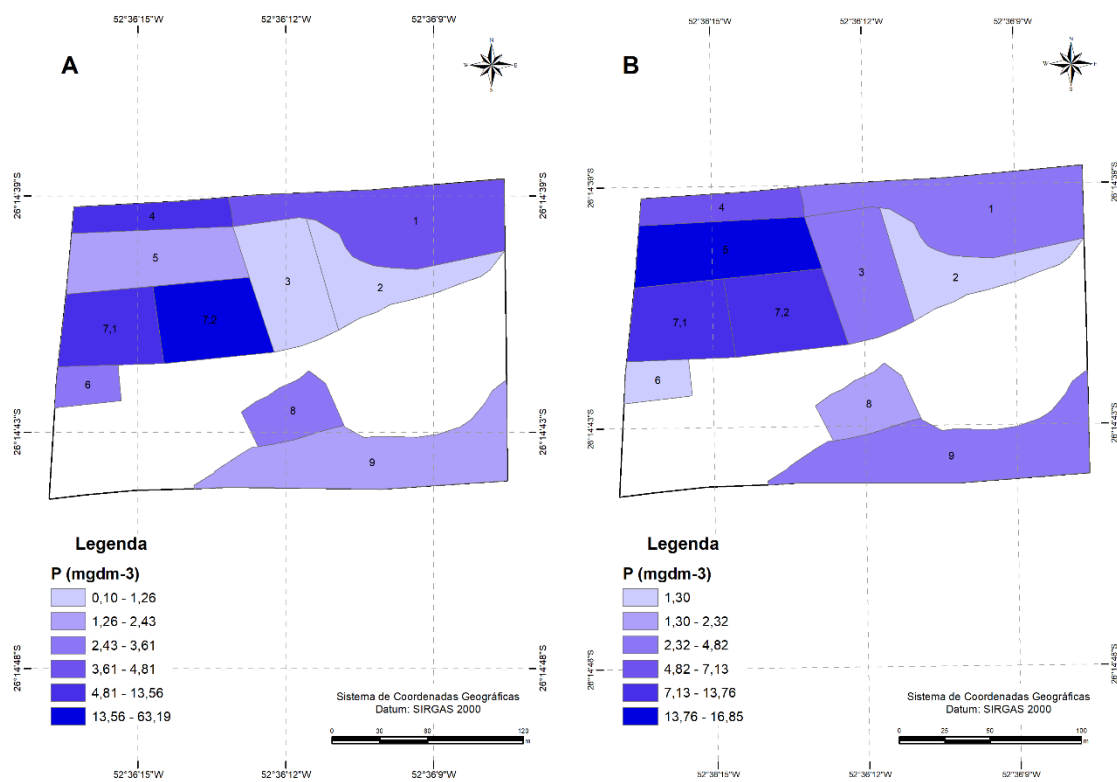 52°36'15"W 52°36'12"W 52°36'9"W
A
N
W E
S
26°14'39"S 26°14'39"S
4
1
5
3
2
7,1
7,2
6
8
26°14'43"S 26°14'43"S
9
Legenda
P (mgdm-3)
0,10 - 1,26
1,26 - 2,43
2,43 - 3,61
3,61 - 4,81
4,81 - 13,56
13,56 - 63,19
26°14'48"S 26°14'48"S
Sistema de Coordenadas Geográficas
Datum: SIRGAS 2000
0 30 60 120
m
52°36'15"W 52°36'12"W 52°36'9"W
52°36'15"W 52°36'12"W 52°36'9"W
B
N
W E
S
26°14'39"S 26°14'39"S
4
1
5
3
2
7,1
7,2
6
8
26°14'43"S 26°14'43"S
9
Legenda
P (mgdm-3)
1,30
1,30 - 2,32
2,32 - 4,82
4,82 - 7,13
7,13 - 13,76
13,76 - 16,85
26°14'48"S 26°14'48"S
Sistema de Coordenadas Geográficas
Datum: SIRGAS 2000
0 25 50 100
m
52°36'15"W 52°36'12"W 52°36'9"W